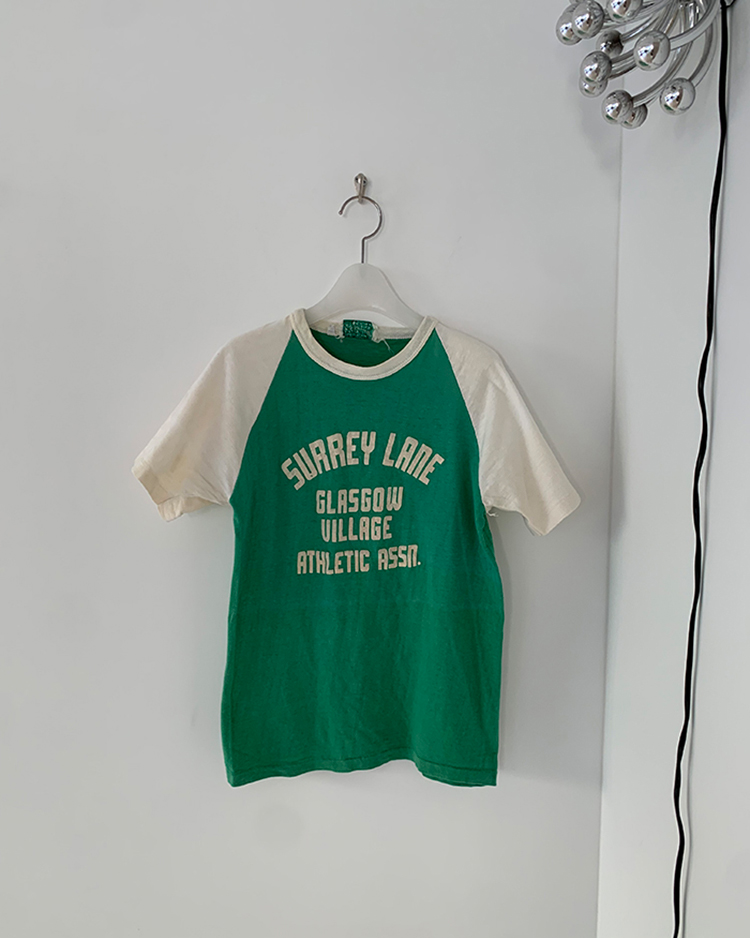 SURREY LANE
GLASGOW
VILLAGE
ATHLETIC ASSN.